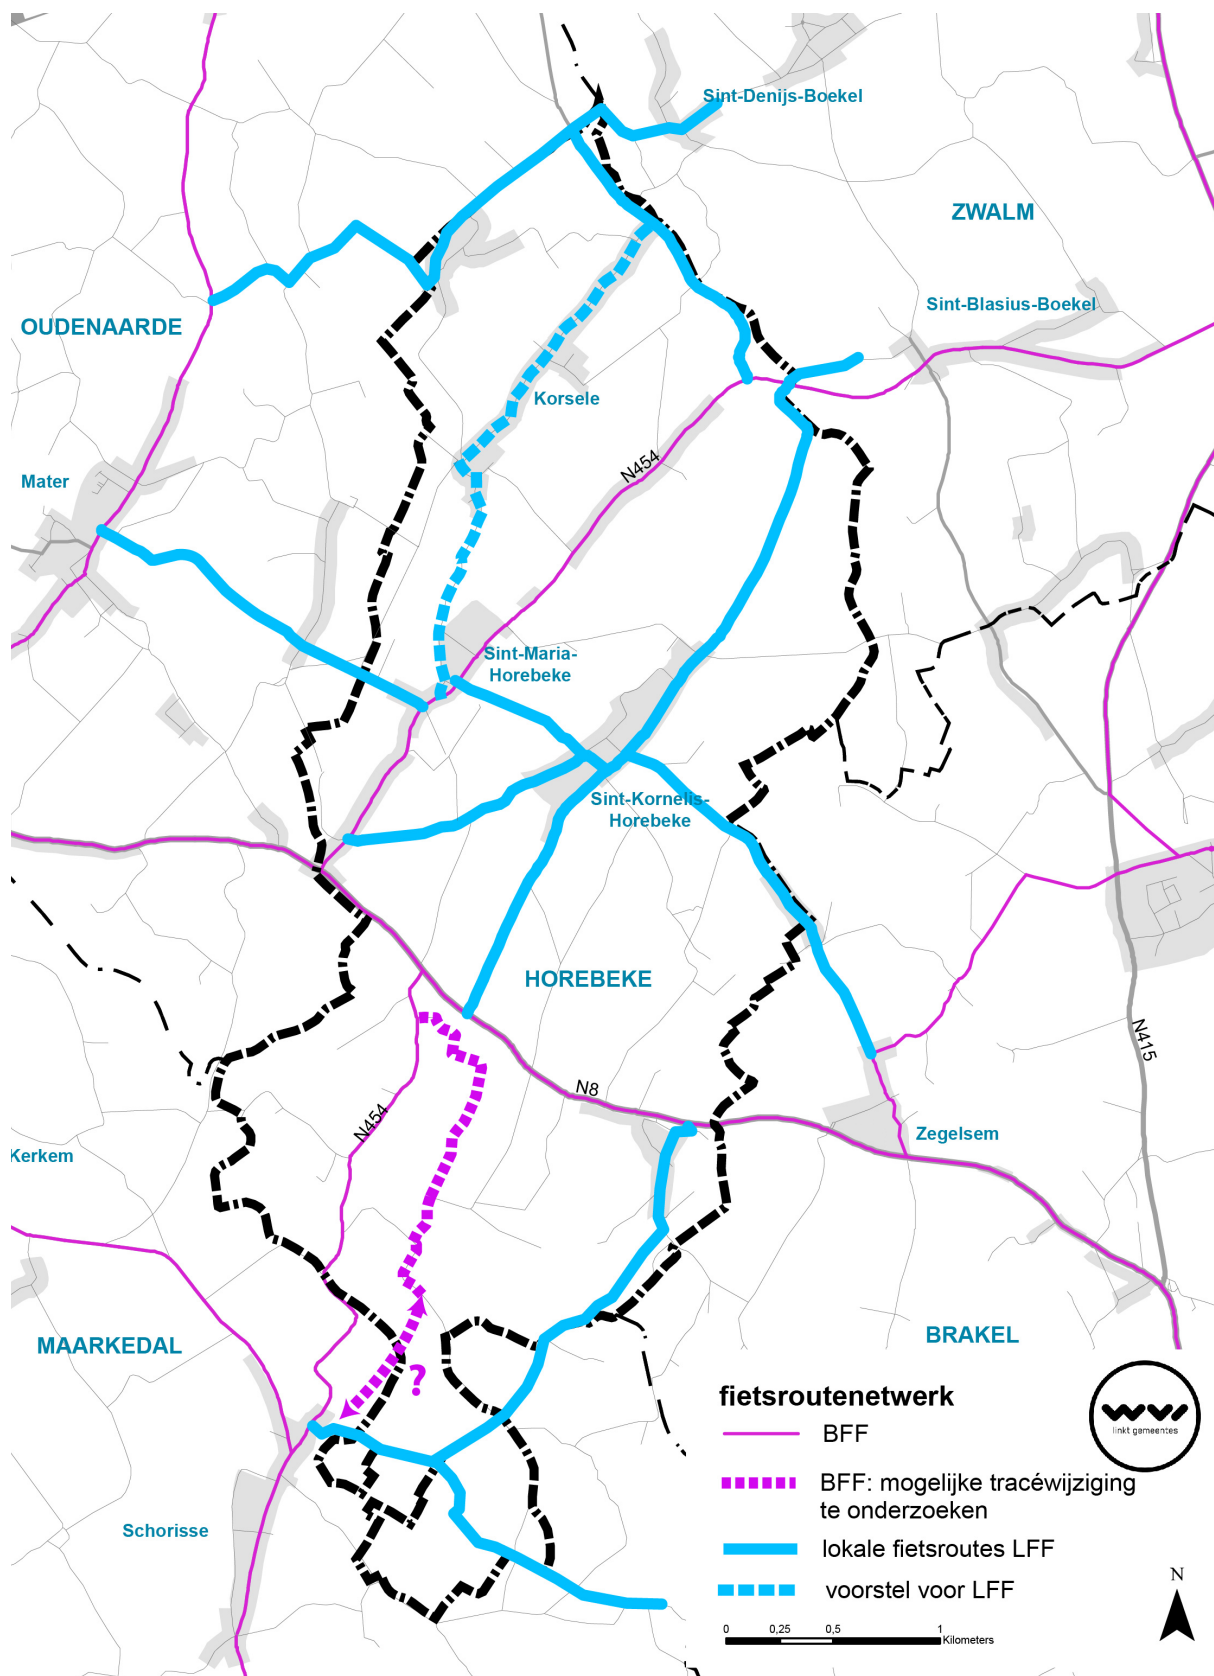 Sint-Denijs-Boekel
ZWALM
Sint-Blasius-Boekel
OUDENAARDE
Korsele
N454
Mater
Sint-Maria-
Horebeke
Sint-Kornelis-
Horebeke
HOREBEKE
N415
N8
N454
Zegelsem
Kerkem
MAARKEDAL
BRAKEL
?
Schorisse
fietsroutenetwerk
BFF
BFF: mogelijke tracéwijziging
te onderzoeken
lokale fietsroutes LFF
voorstel voor LFF
wvi
linkt gemeentes
N
0 0,25 0,5 1
Kilometers